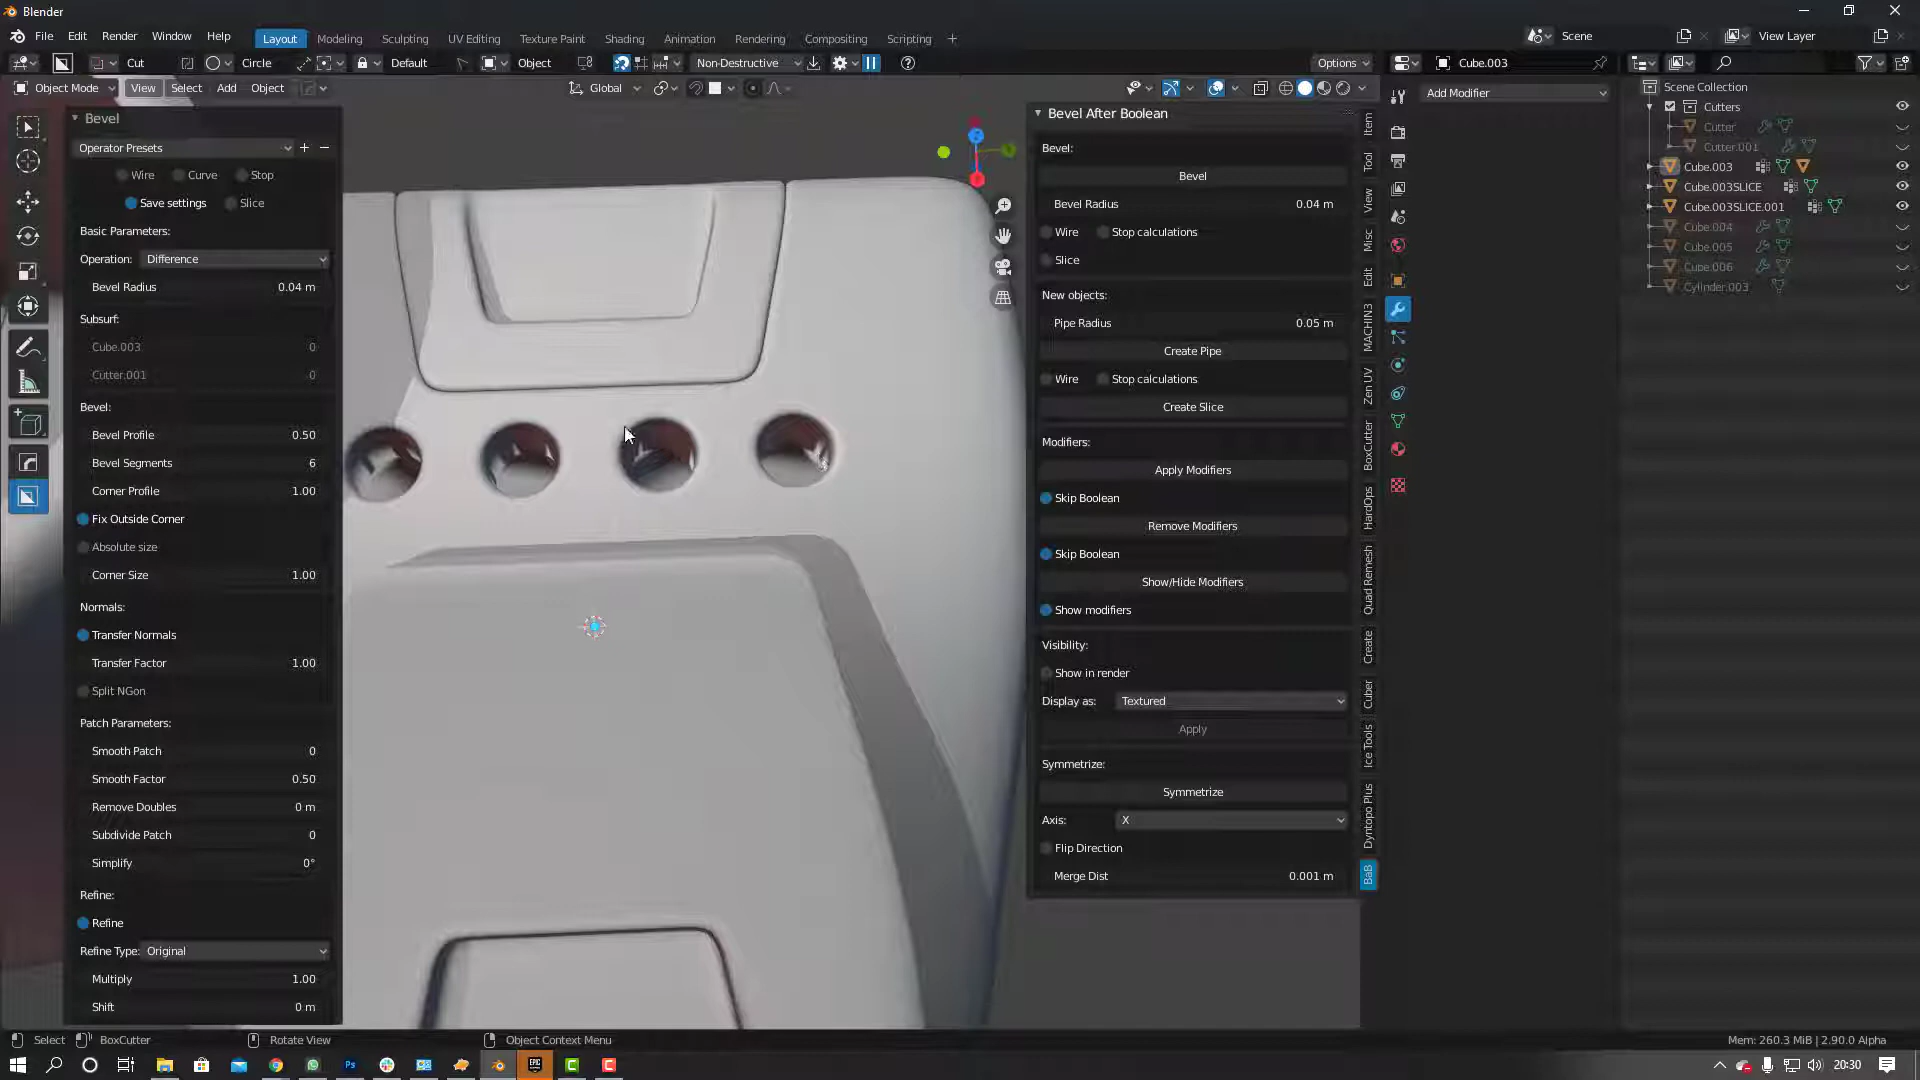 Blender
File Edit Render Window Help Layout Modeling Sculpting UV Editing Texture Paint Shading Animation Rendering Compositing Scripting + Scene View Layer
Cut Circle Default Object Non-Destructive Options Cube.003
Object Mode View Select Add Object Global Add Modifier Scene Collection
Bevel
Operator Presets + −
Wire Curve Stop
Save settings Slice
Basic Parameters:
Operation: Difference
Bevel Radius 0.04 m
Subsurf:
Cube.003 0
Cutter.001 0
Bevel:
Bevel Profile 0.50
Bevel Segments 6
Corner Profile 1.00
Fix Outside Corner
Absolute size
Corner Size 1.00
Normals:
Transfer Normals
Transfer Factor 1.00
Split NGon
Patch Parameters:
Smooth Patch 0
Smooth Factor 0.50
Remove Doubles 0 m
Subdivide Patch 0
Simplify 0°
Refine:
Refine
Refine Type: Original
Multiply 1.00
Shift 0 m
Bevel After Boolean
Bevel:
Bevel
Bevel Radius 0.04 m
Wire Stop calculations
Slice
New objects:
Pipe Radius 0.05 m
Create Pipe
Wire Stop calculations
Create Slice
Modifiers:
Apply Modifiers
Skip Boolean
Remove Modifiers
Skip Boolean
Show/Hide Modifiers
Show modifiers
Visibility:
Show in render
Display as: Textured
Apply
Symmetrize:
Symmetrize
Axis: X
Flip Direction
Merge Dist 0.001 m
Item
Tool
View
Misc
Edit
MACHIN3
Zen UV
BoxCutter
HardOps
Quad Remesh
Create
Cuber
Ice Tools
Dyntopo Plus
BaB
Cutters
Cutter
Cutter.001
Cube.003
Cube.003SLICE
Cube.003SLICE.001
Cube.004
Cube.005
Cube.006
Cylinder.003
Select BoxCutter Rotate View Object Context Menu Mem: 260.3 MiB | 2.90.0 Alpha
Ps EPIC C C 20:30